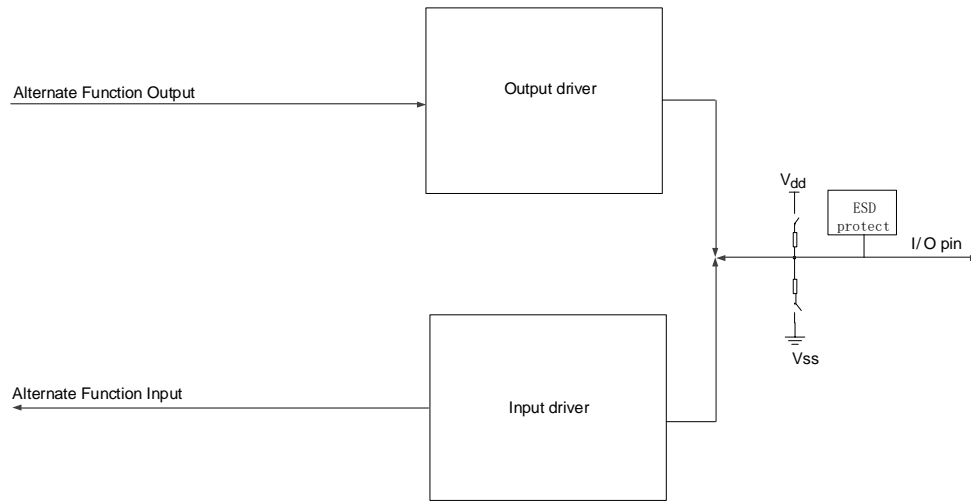 Alternate Function Output
Output driver
Vdd
ESD
protect
I/O pin
Vss
Alternate Function Input
Input driver